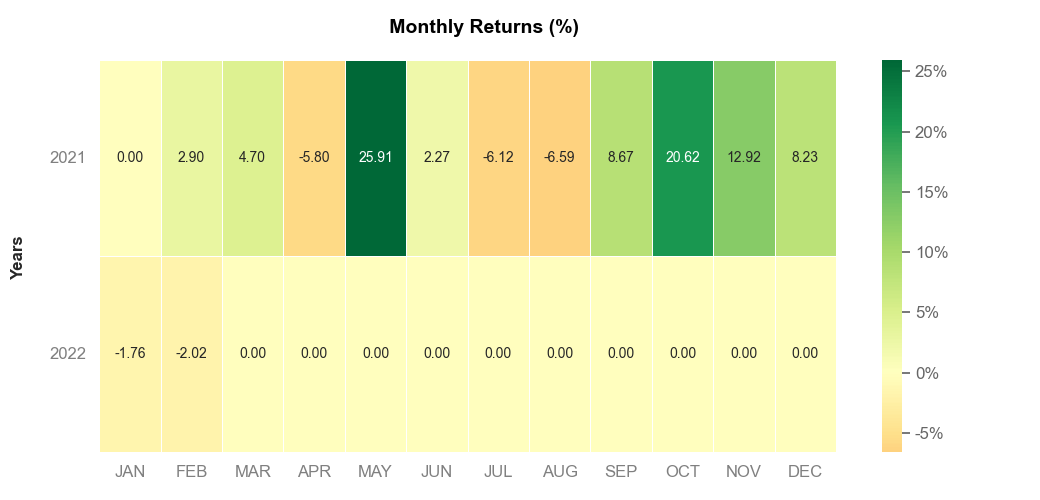 Monthly Returns (%)
Years
2021 0.00 2.90 4.70 -5.80 25.91 2.27 -6.12 -6.59 8.67 20.62 12.92 8.23
2022 -1.76 -2.02 0.00 0.00 0.00 0.00 0.00 0.00 0.00 0.00 0.00 0.00
JAN FEB MAR APR MAY JUN JUL AUG SEP OCT NOV DEC
25%
20%
15%
10%
5%
0%
-5%